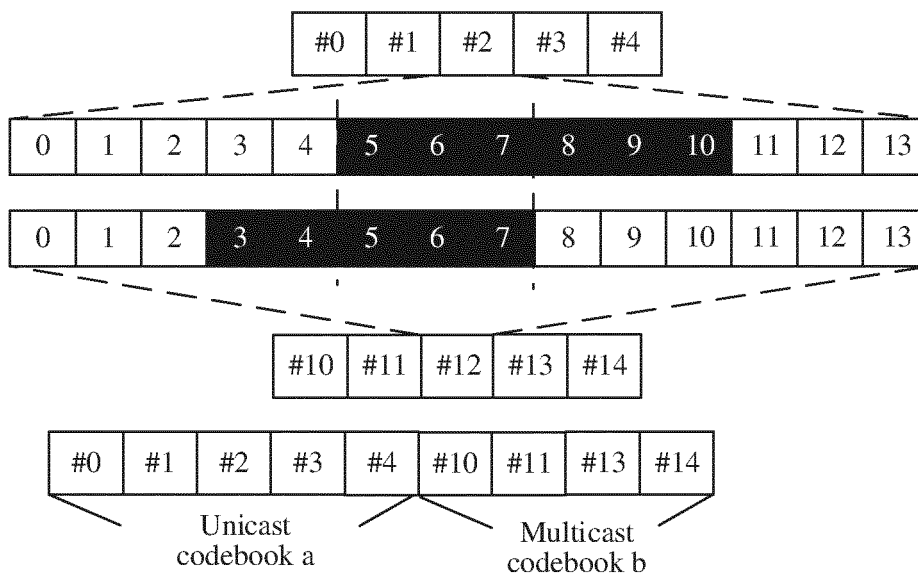 #0 #1 #2 #3 #4
0 1 2 3 4 5 6 7 8 9 10 11 12 13
0 1 2 3 4 5 6 7 8 9 10 11 12 13
#10 #11 #12 #13 #14
#0 #1 #2 #3 #4 #10 #11 #13 #14
Unicast
codebook a
Multicast
codebook b